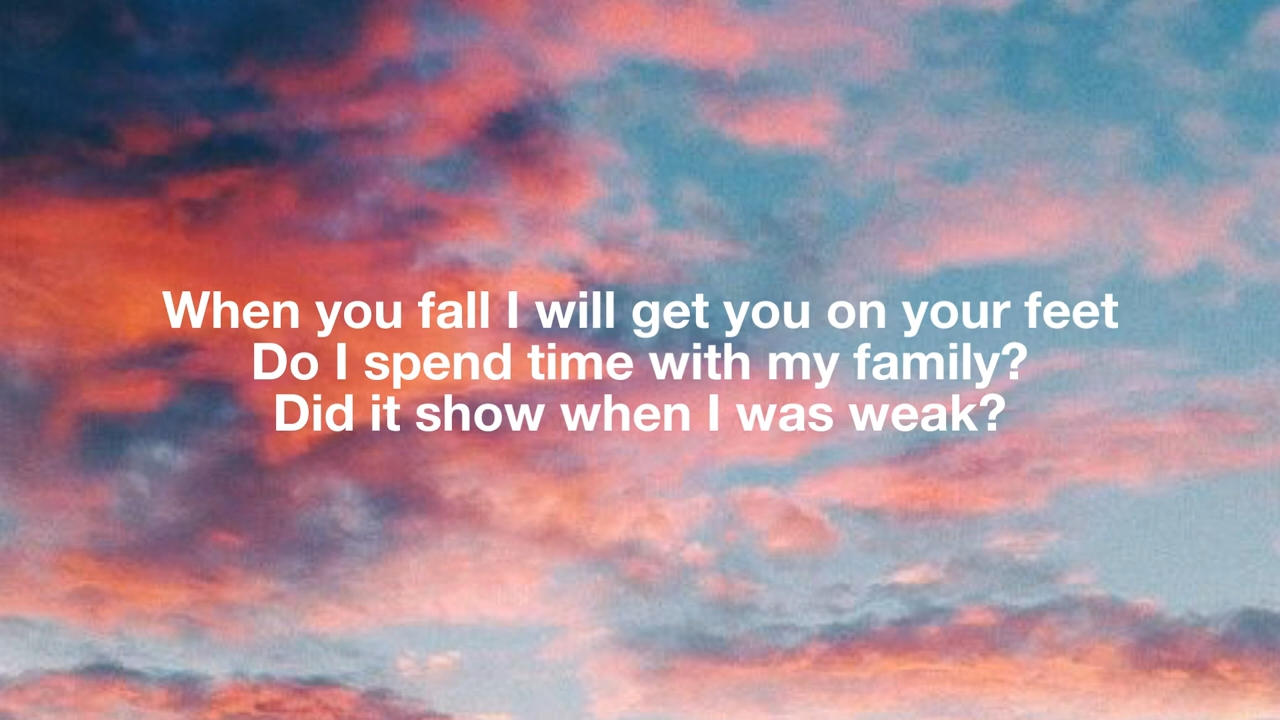 When you fall I will get you on your feet
Do I spend time with my family?
Did it show when I was weak?